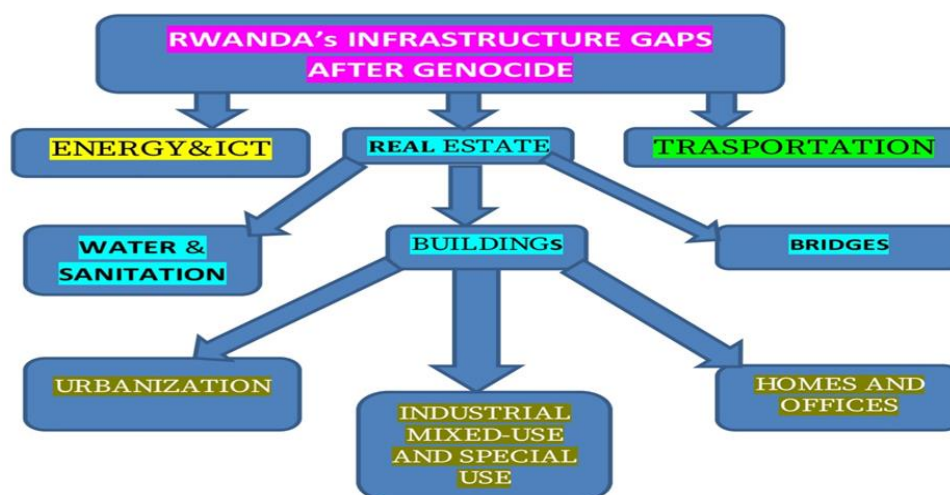 RWANDA's INFRASTRUCTURE GAPS
AFTER GENOCIDE
ENERGY&ICT
REAL ESTATE
TRASPORTATION
WATER &
SANITATION
BUILDINGs
BRIDGES
URBANIZATION
INDUSTRIAL
MIXED-USE
AND SPECIAL
USE
HOMES AND
OFFICES